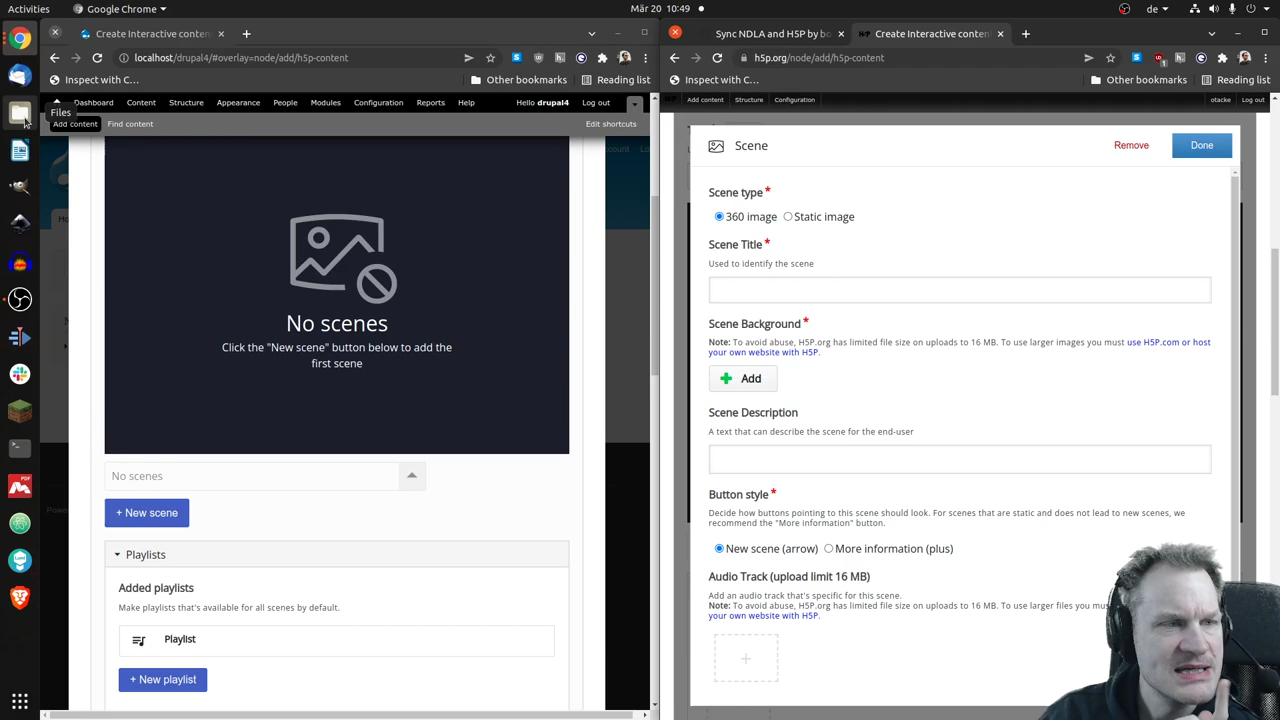 Activities
Google Chrome
Mär 20 10:49
de
Create Interactive conten
localhost/drupal4/#overlay=node/add/h5p-content
Inspect with C...
Other bookmarks
Reading list
Dashboard Content Structure Appearance People Modules Configuration Reports Help
Hello drupal4 Log out
Files
Add content
Find content
Edit shortcuts
No scenes
Click the "New scene" button below to add the
first scene
No scenes
+ New scene
Playlists
Added playlists
Make playlists that's available for all scenes by default.
Playlist
+ New playlist
Sync NDLA and H5P by bo
Create Interactive conten
h5p.org/node/add/h5p-content
Inspect with C...
Other bookmarks
Reading list
Add content Structure Configuration
otacke Log out
Scene
Remove
Done
Scene type *
360 image Static image
Scene Title *
Used to identify the scene
Scene Background *
Note: To avoid abuse, H5P.org has limited file size on uploads to 16 MB. To use larger images you must use H5P.com or host
your own website with H5P.
Add
Scene Description
A text that can describe the scene for the end-user
Button style *
Decide how buttons pointing to this scene should look. For scenes that are static and does not lead to new scenes, we
recommend the "More information" button.
New scene (arrow) More information (plus)
Audio Track (upload limit 16 MB)
Add an audio track that's specific for this scene.
Note: To avoid abuse, H5P.org has limited file size on uploads to 16 MB. To use larger files you mus
your own website with H5P.